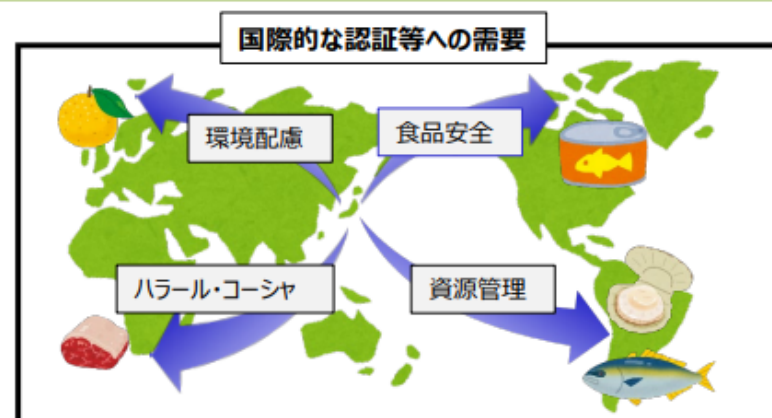 国際的な認証等への需要
環境配慮
食品安全
ハラール・コーシャ
資源管理